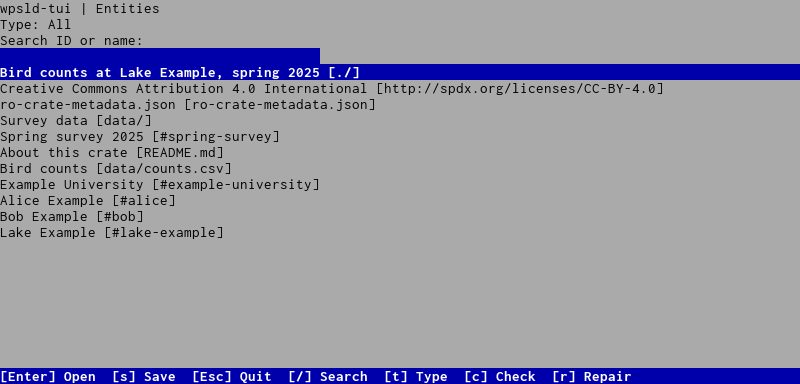 wpsld-tui | Entities
Type: All
Search ID or name:
Bird counts at Lake Example, spring 2025 [./]
Creative Commons Attribution 4.0 International [http://spdx.org/licenses/CC-BY-4.0]
ro-crate-metadata.json [ro-crate-metadata.json]
Survey data [data/]
Spring survey 2025 [#spring-survey]
About this crate [README.md]
Bird counts [data/counts.csv]
Example University [#example-university]
Alice Example [#alice]
Bob Example [#bob]
Lake Example [#lake-example]
[Enter] Open  [s] Save  [Esc] Quit  [/] Search  [t] Type  [c] Check  [r] Repair